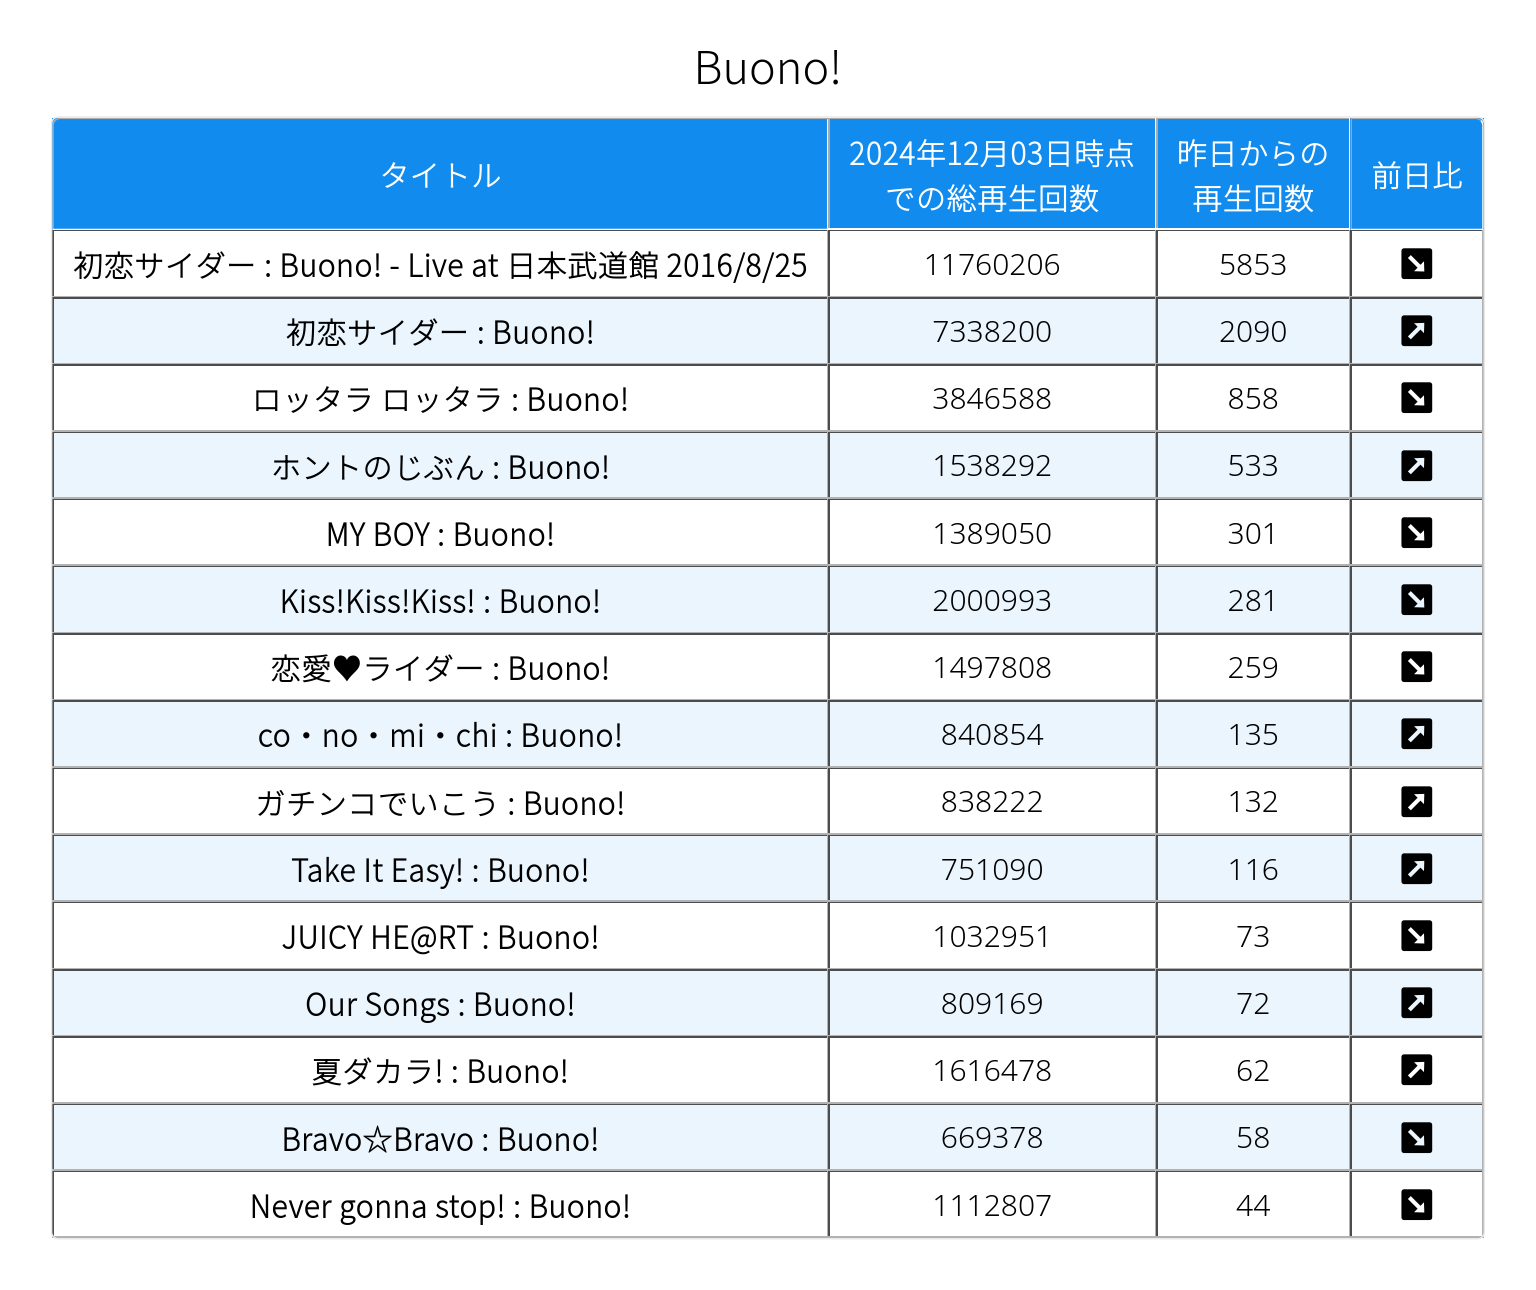 Buono!
タイトル 2024年12月03日時点での総再生回数 昨日からの再生回数 前日比
初恋サイダー : Buono! - Live at 日本武道館 2016/8/25 11760206 5853 ↘
初恋サイダー : Buono! 7338200 2090 ↗
ロッタラ ロッタラ : Buono! 3846588 858 ↘
ホントのじぶん : Buono! 1538292 533 ↗
MY BOY : Buono! 1389050 301 ↘
Kiss!Kiss!Kiss! : Buono! 2000993 281 ↘
恋愛♥ライダー : Buono! 1497808 259 ↘
co・no・mi・chi : Buono! 840854 135 ↗
ガチンコでいこう : Buono! 838222 132 ↗
Take It Easy! : Buono! 751090 116 ↗
JUICY HE@RT : Buono! 1032951 73 ↘
Our Songs : Buono! 809169 72 ↗
夏ダカラ! : Buono! 1616478 62 ↗
Bravo☆Bravo : Buono! 669378 58 ↘
Never gonna stop! : Buono! 1112807 44 ↘